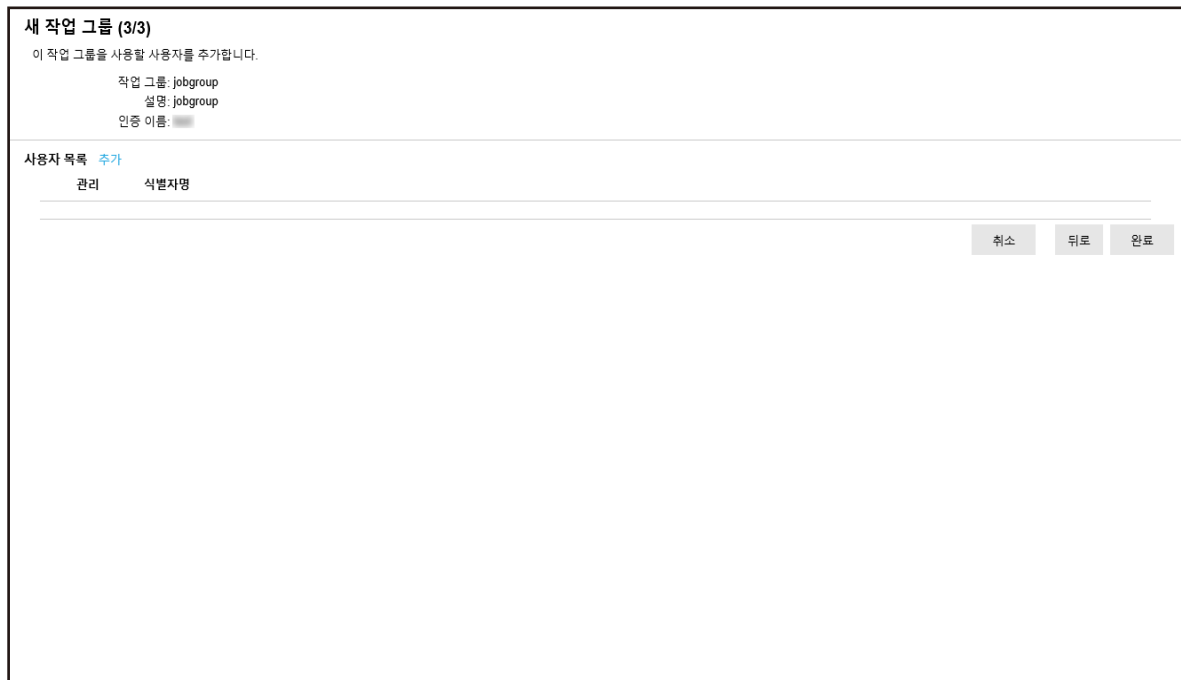 새 작업 그룹 (3/3)
이 작업 그룹을 사용할 사용자를 추가합니다.
작업 그룹: jobgroup
설명: jobgroup
인증 이름:
사용자 목록 추가
관리 식별자명
취소 뒤로 완료